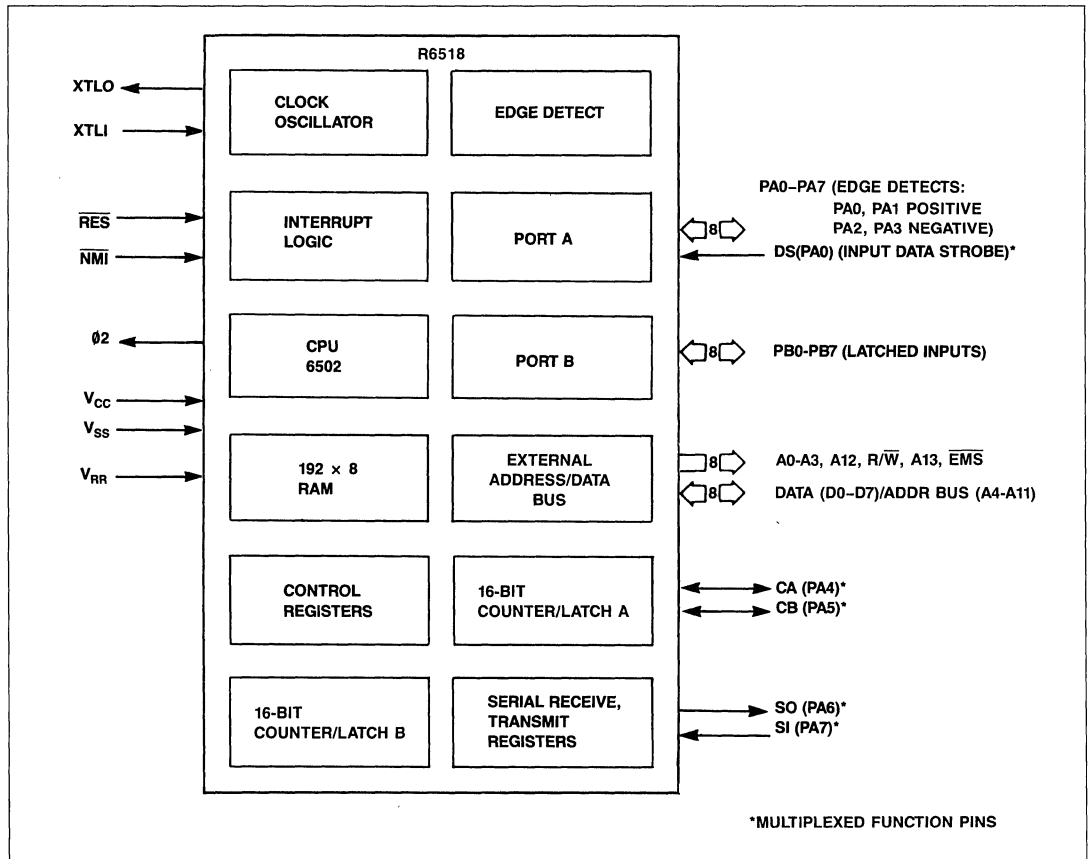 R6518
XTLO
XTLI
RES
NMI
Ø2
VCC
VSS
VRR
CLOCK
OSCILLATOR
EDGE DETECT
INTERRUPT
LOGIC
PORT A
CPU
6502
PORT B
192 × 8
RAM
EXTERNAL
ADDRESS/DATA
BUS
CONTROL
REGISTERS
16-BIT
COUNTER/LATCH A
16-BIT
COUNTER/LATCH B
SERIAL RECEIVE,
TRANSMIT
REGISTERS
PA0–PA7 (EDGE DETECTS:
PA0, PA1 POSITIVE
PA2, PA3 NEGATIVE)
8
DS(PA0) (INPUT DATA STROBE)*
8
PB0-PB7 (LATCHED INPUTS)
8
A0-A3, A12, R/W̅, A13, E̅M̅S̅
8
DATA (D0–D7)/ADDR BUS (A4-A11)
CA (PA4)*
CB (PA5)*
SO (PA6)*
SI (PA7)*
*MULTIPLEXED FUNCTION PINS